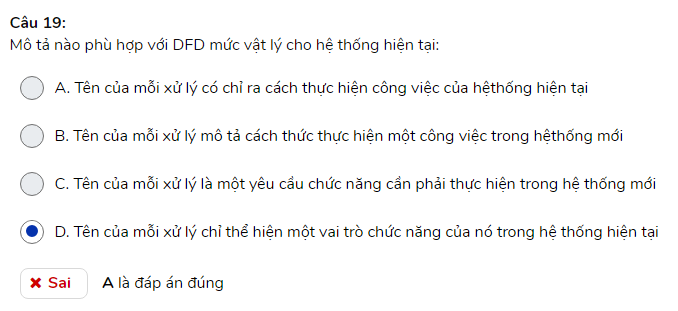 Câu 19:
Mô tả nào phù hợp với DFD mức vật lý cho hệ thống hiện tại:
A. Tên của mỗi xử lý có chỉ ra cách thực hiện công việc của hệthống hiện tại
B. Tên của mỗi xử lý mô tả cách thức thực hiện một công việc trong hệthống mới
C. Tên của mỗi xử lý là một yêu cầu chức năng cần phải thực hiện trong hệ thống mới
D. Tên của mỗi xử lý chỉ thể hiện một vai trò chức năng của nó trong hệ thống hiện tại
Sai A là đáp án đúng